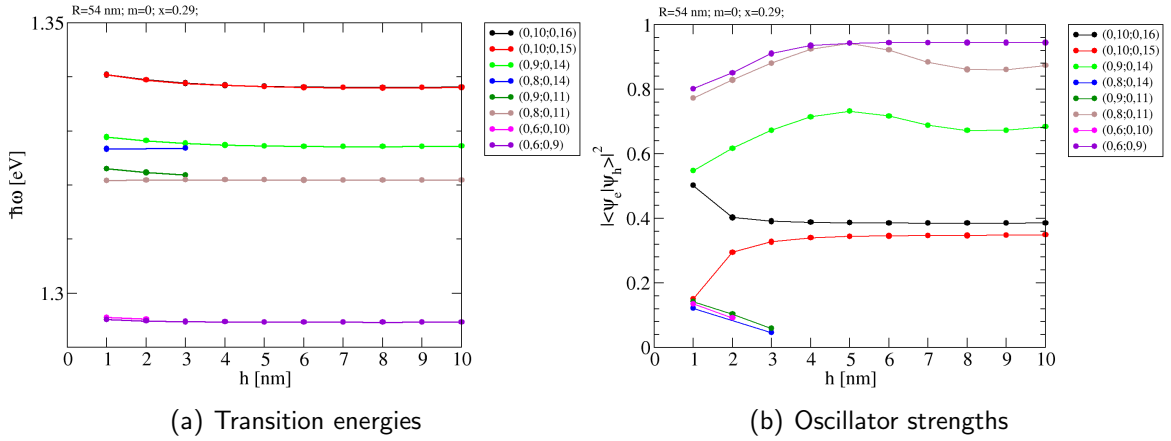 R=54 nm; m=0; x=0.29;
1.35
1.3
ħω [eV]
0 1 2 3 4 5 6 7 8 9 10
h [nm]
(0,10;0,16)
(0,10;0,15)
(0,9;0,14)
(0,8;0,14)
(0,9;0,11)
(0,8;0,11)
(0,6;0,10)
(0,6;0,9)
(a) Transition energies
R=54 nm; m=0; x=0.29;
1
0.8
0.6
0.4
0.2
0
|<ψ_e|ψ_h>|^2
0 1 2 3 4 5 6 7 8 9 10
h [nm]
(0,10;0,16)
(0,10;0,15)
(0,9;0,14)
(0,8;0,14)
(0,9;0,11)
(0,8;0,11)
(0,6;0,10)
(0,6;0,9)
(b) Oscillator strengths